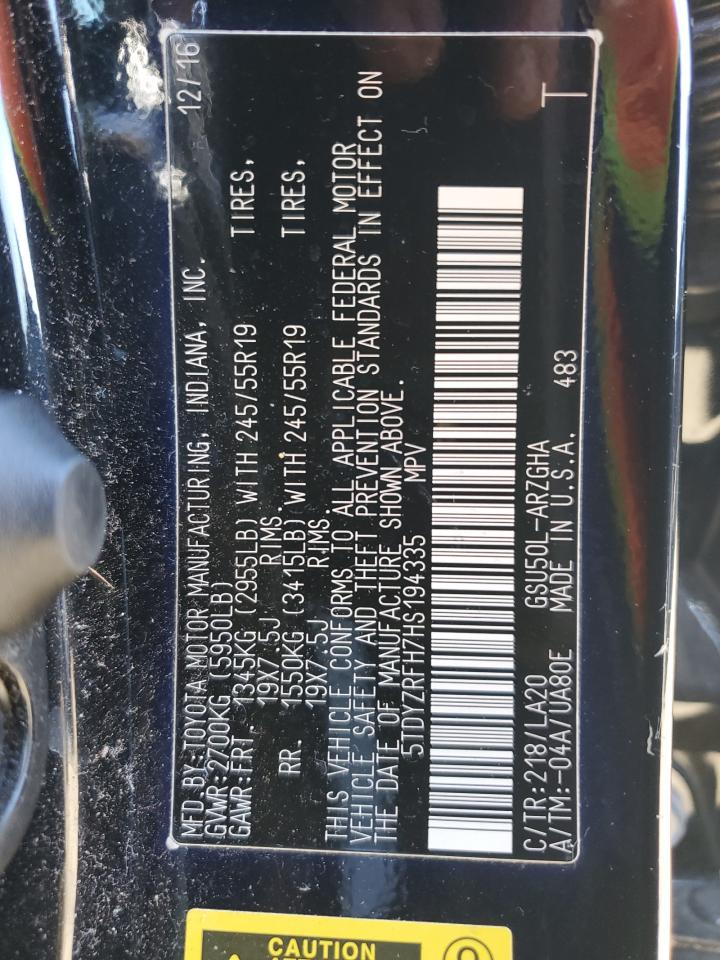 MFD.BY:TOYOTA MOTOR MANUFACTURING, INDIANA, INC. 12/16
GVWR:2700KG (5950LB)
GAWR:FRT. 1345KG (2955LB) WITH 245/55R19 TIRES,
19X7.5J RIMS.
RR. 1550KG (3415LB) WITH 245/55R19 TIRES,
19X7.5J RIMS.
THIS VEHICLE CONFORMS TO ALL APPLICABLE FEDERAL MOTOR
VEHICLE SAFETY AND THEFT PREVENTION STANDARDS IN EFFECT ON
THE DATE OF MANUFACTURE SHOWN ABOVE.
5TDYZRFH7HS194335 MPV
C/TR:218/LA20 GSU50L-ARZGHA
A/TM:-04A/UA80E MADE IN U.S.A. 483 T
CAUTION